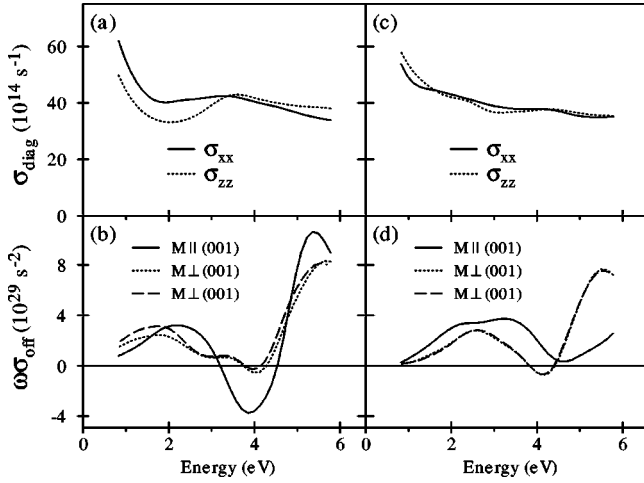 (a)
(c)
60
40
20
0
σdiag (10^14 s^-1)
σxx
σzz
σxx
σzz
(b)
(d)
M || (001)
M⊥(001)
M⊥(001)
M || (001)
M⊥(001)
M⊥(001)
8
4
0
-4
ωσoff (10^29 s^-2)
0 2 4 6
0 2 4 6
Energy (eV)
Energy (eV)